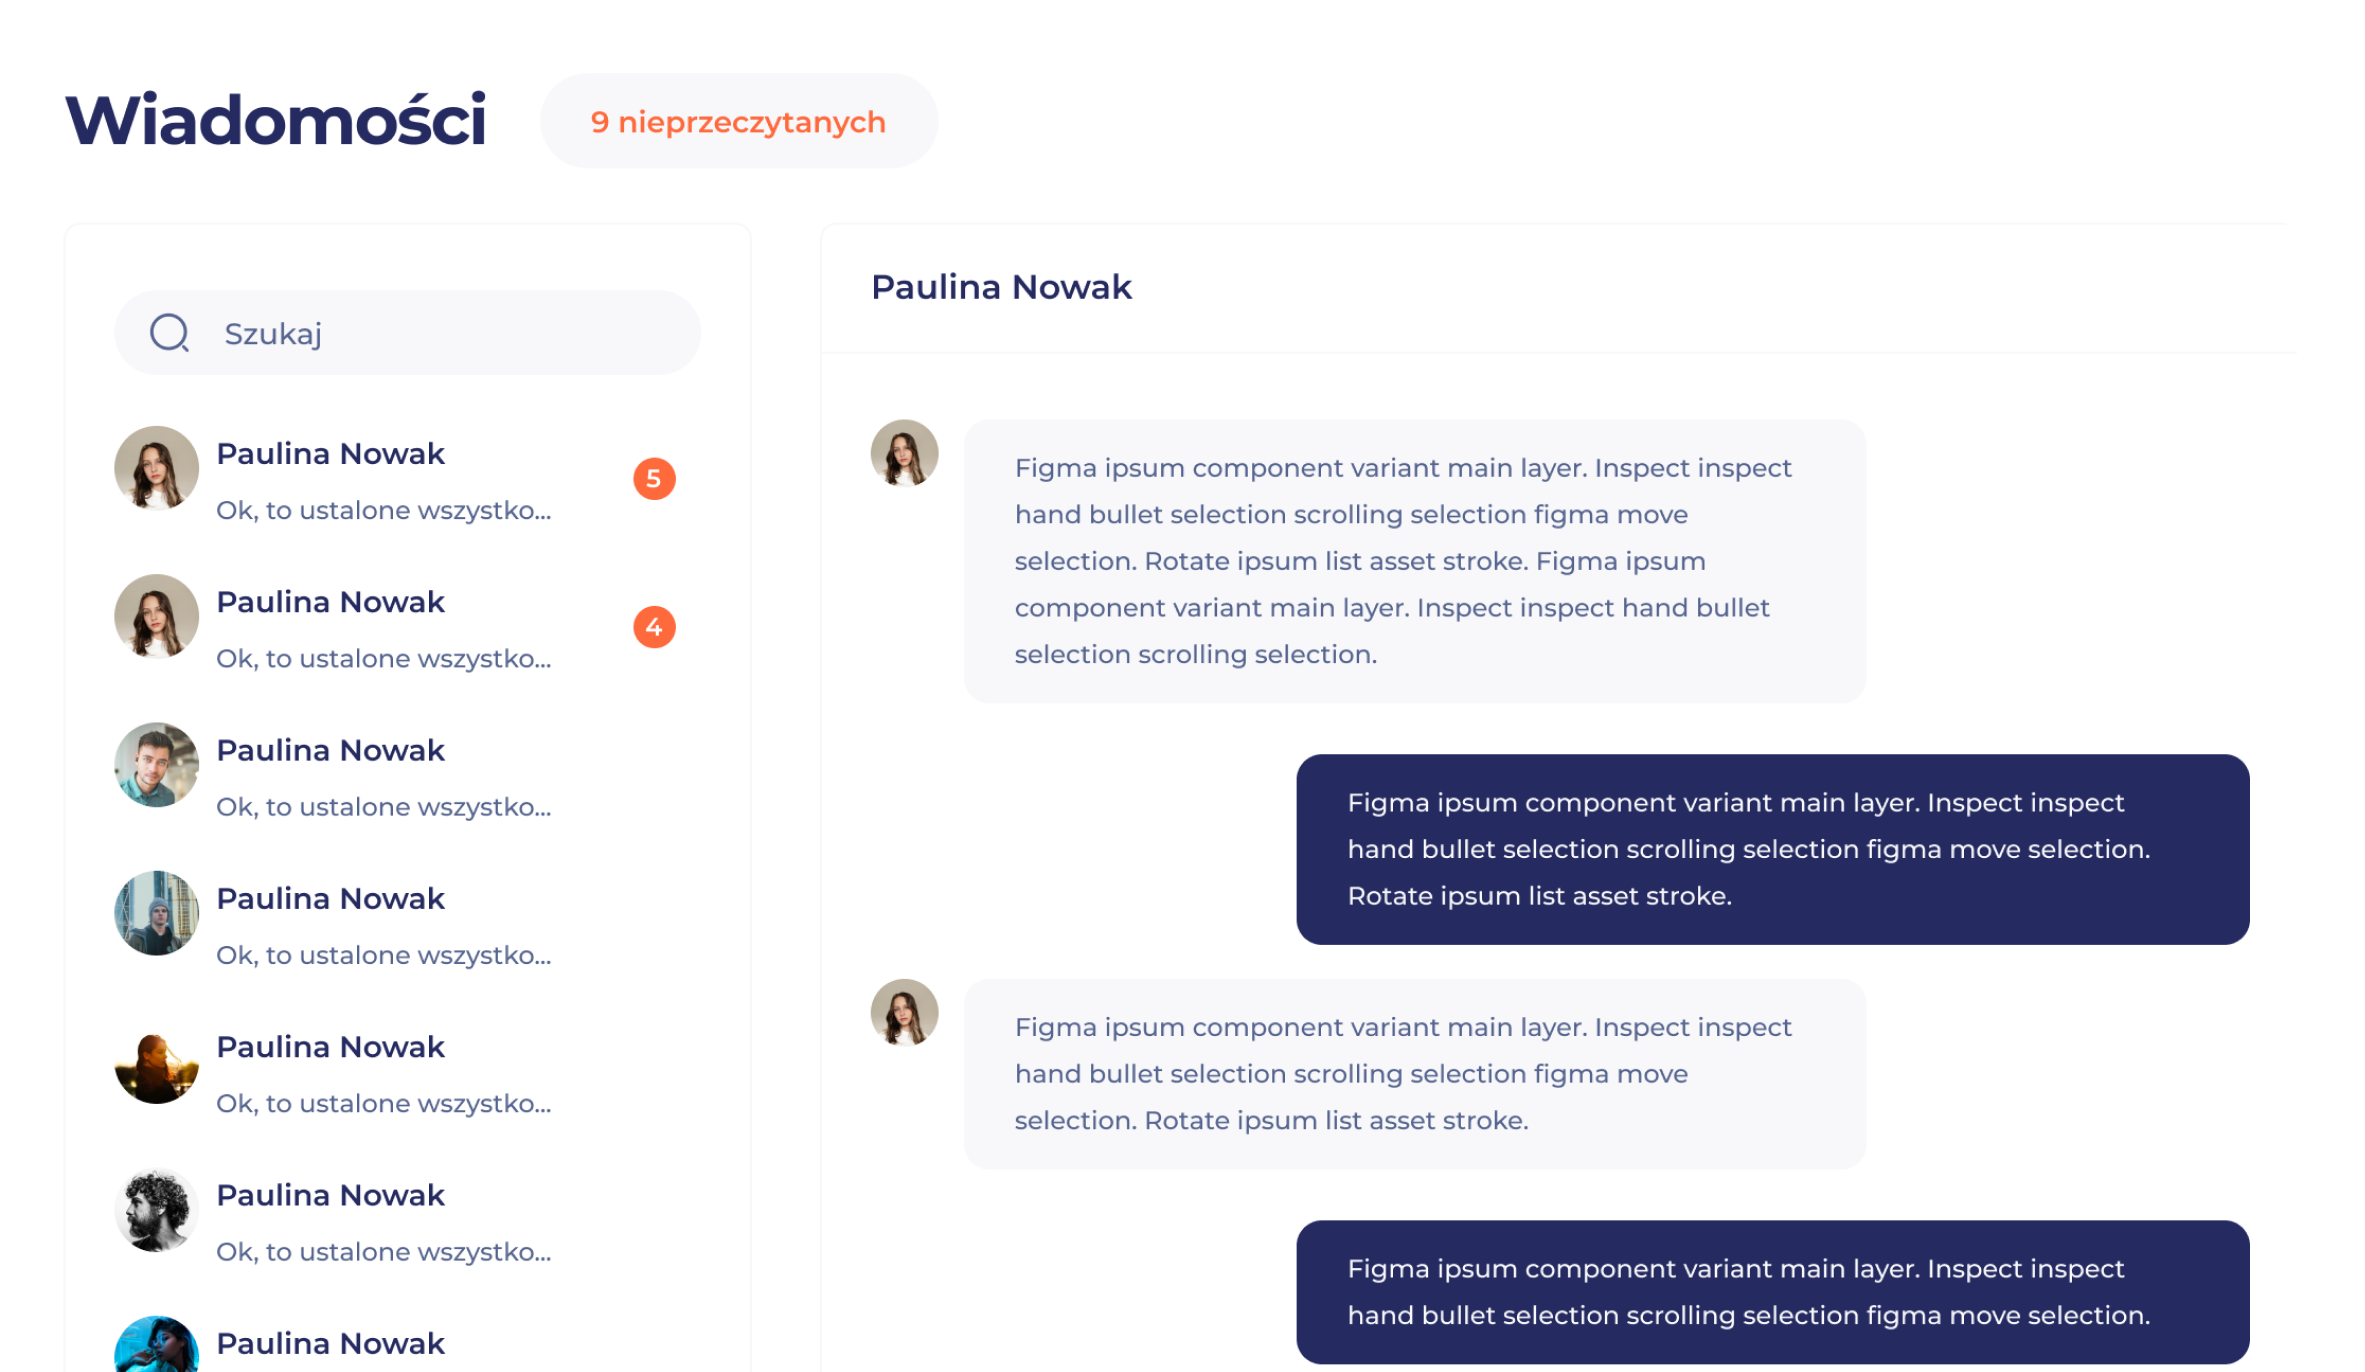 Wiadomości
9 nieprzeczytanych
Szukaj
Paulina Nowak
Ok, to ustalone wszystko...
5
Paulina Nowak
Ok, to ustalone wszystko...
4
Paulina Nowak
Ok, to ustalone wszystko...
Paulina Nowak
Ok, to ustalone wszystko...
Paulina Nowak
Ok, to ustalone wszystko...
Paulina Nowak
Ok, to ustalone wszystko...
Paulina Nowak
Paulina Nowak
Figma ipsum component variant main layer. Inspect inspect
hand bullet selection scrolling selection figma move
selection. Rotate ipsum list asset stroke. Figma ipsum
component variant main layer. Inspect inspect hand bullet
selection scrolling selection.
Figma ipsum component variant main layer. Inspect inspect
hand bullet selection scrolling selection figma move selection.
Rotate ipsum list asset stroke.
Figma ipsum component variant main layer. Inspect inspect
hand bullet selection scrolling selection figma move
selection. Rotate ipsum list asset stroke.
Figma ipsum component variant main layer. Inspect inspect
hand bullet selection scrolling selection figma move selection.